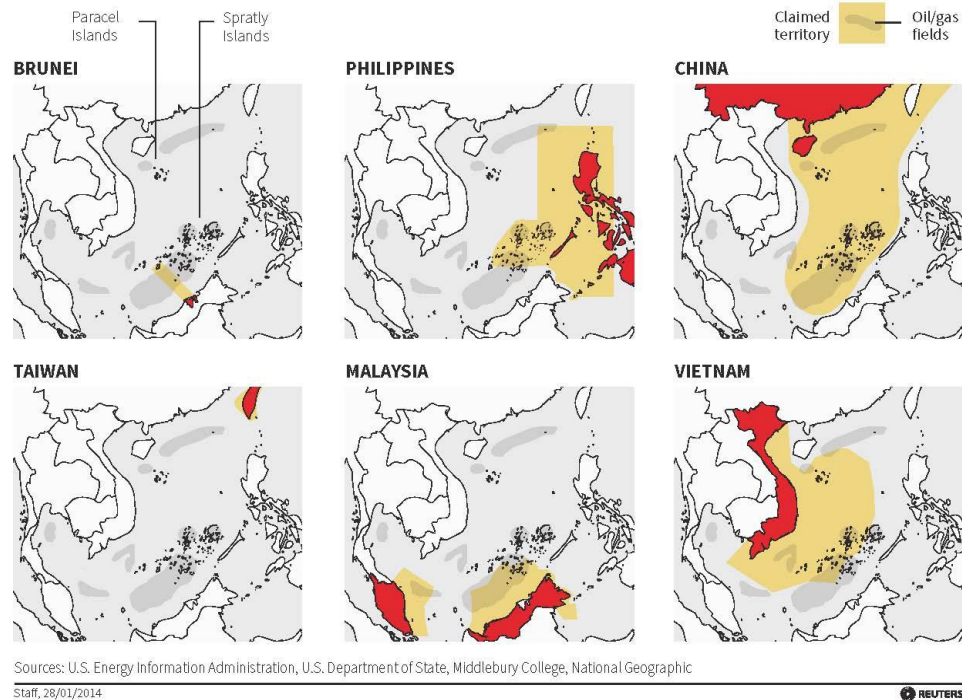 Paracel
Islands
Spratly
Islands
Claimed
territory
Oil/gas
fields
BRUNEI
PHILIPPINES
CHINA
TAIWAN
MALAYSIA
VIETNAM
Sources: U.S. Energy Information Administration, U.S. Department of State, Middlebury College, National Geographic
Staff, 28/01/2014
REUTERS